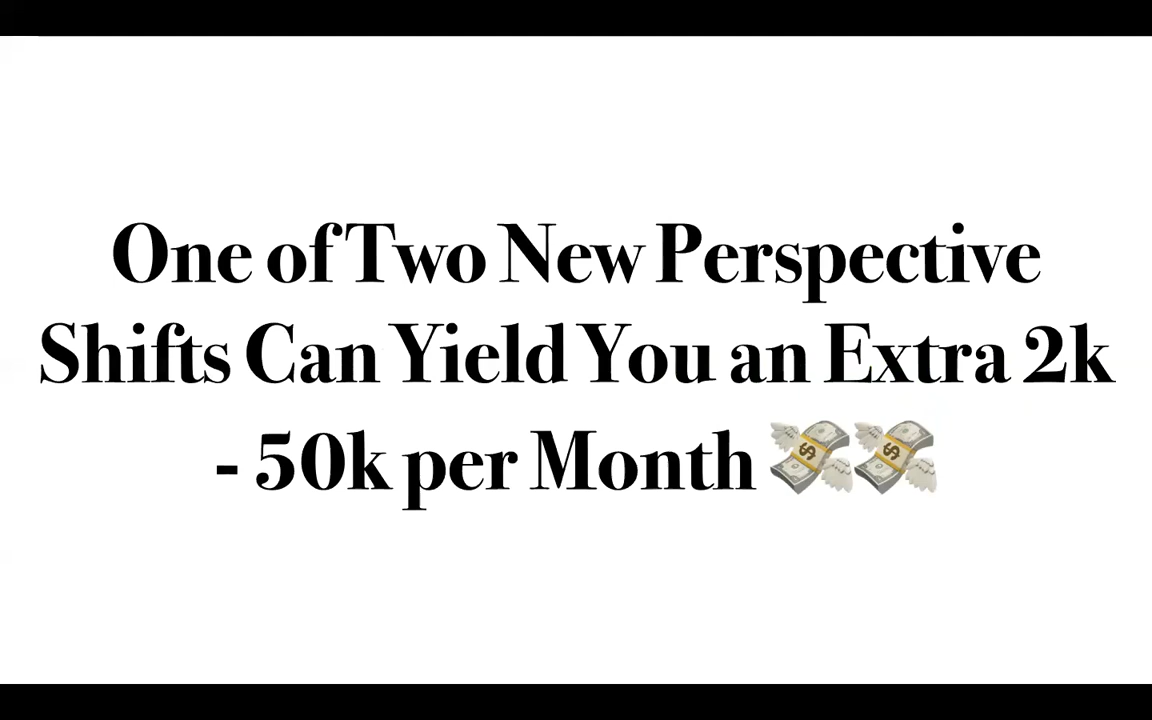 One of Two New Perspective
Shifts Can Yield You an Extra 2k
- 50k per Month 💸💸